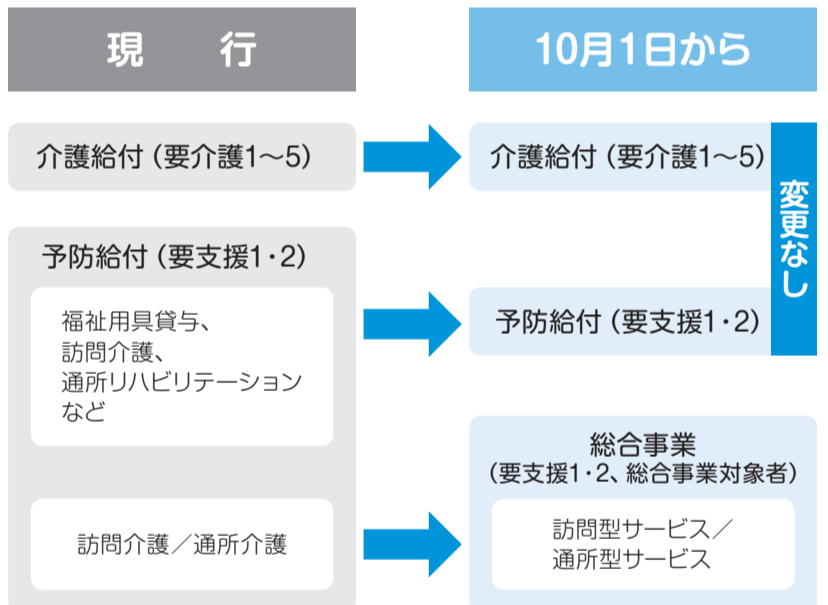 現　行
10月1日から
介護給付（要介護1〜5）
介護給付（要介護1〜5）
変更なし
予防給付（要支援1・2）
福祉用具貸与、
訪問介護、
通所リハビリテーション
など
予防給付（要支援1・2）
訪問介護／通所介護
総合事業
（要支援1・2、総合事業対象者）
訪問型サービス／
通所型サービス